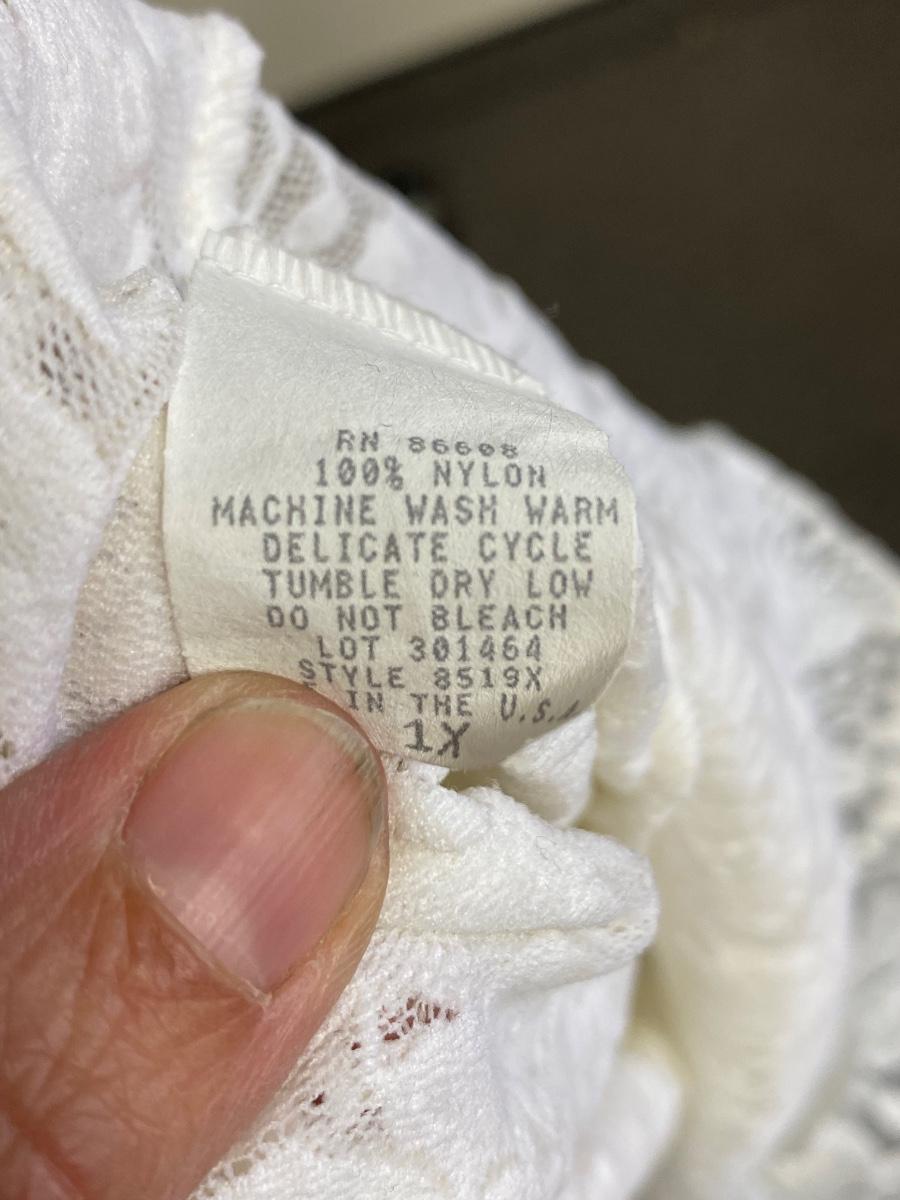 RN 86608
100% NYLON
MACHINE WASH WARM
DELICATE CYCLE
TUMBLE DRY LOW
DO NOT BLEACH
LOT 301464
STYLE 8519X
IN THE U.S.A
1X